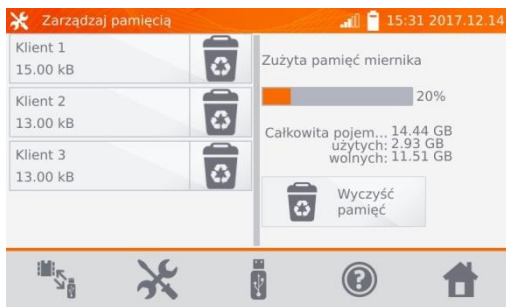 Zarządzaj pamięcią
15:31 2017.12.14
Klient 1
15.00 kB
Klient 2
13.00 kB
Klient 3
13.00 kB
Zużyta pamięć miernika
20%
Całkowita pojem... 14.44 GB
użytych: 2.93 GB
wolnych: 11.51 GB
Wyczyść
pamięć